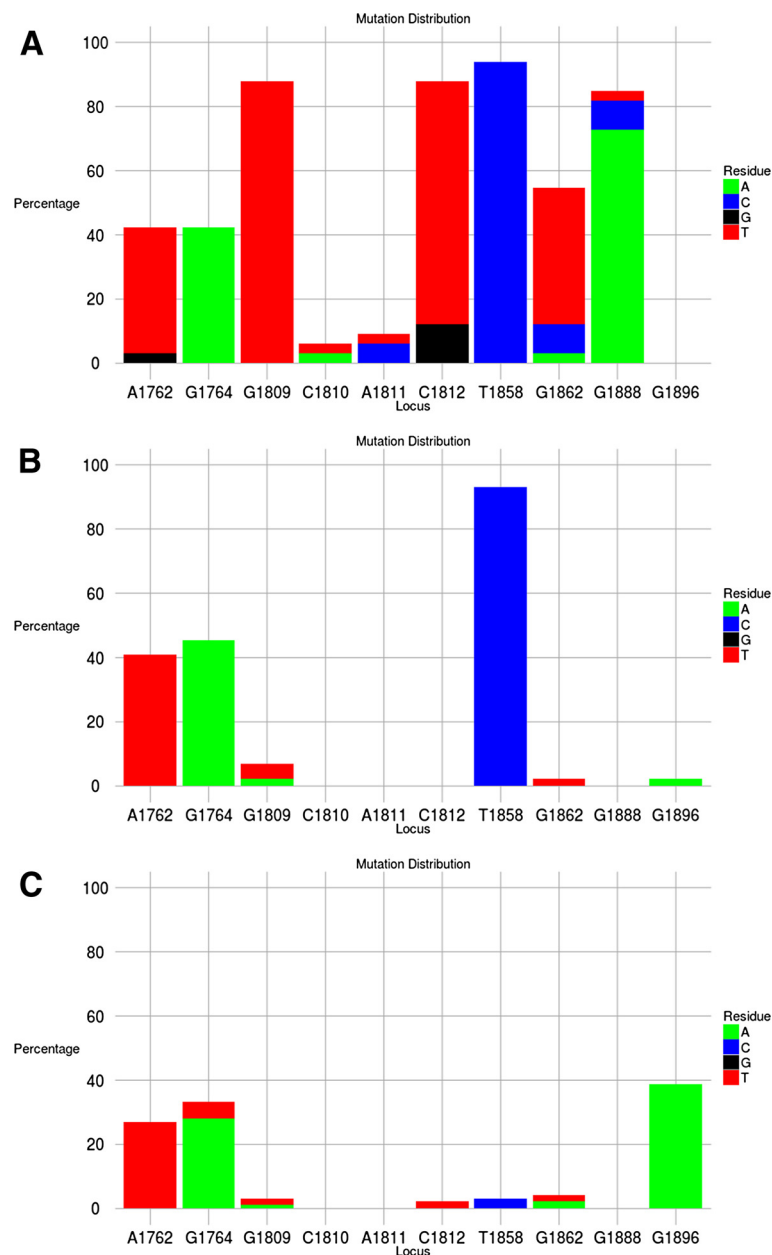 A
Mutation Distribution
100
80
60
40
20
0
Percentage
A1762 G1764 G1809 C1810 A1811 C1812 T1858 G1862 G1888 G1896
Locus
Residue
A
C
G
T
B
Mutation Distribution
100
80
60
40
20
0
Percentage
A1762 G1764 G1809 C1810 A1811 C1812 T1858 G1862 G1888 G1896
Locus
Residue
A
C
G
T
C
Mutation Distribution
100
80
60
40
20
0
Percentage
A1762 G1764 G1809 C1810 A1811 C1812 T1858 G1862 G1888 G1896
Locus
Residue
A
C
G
T